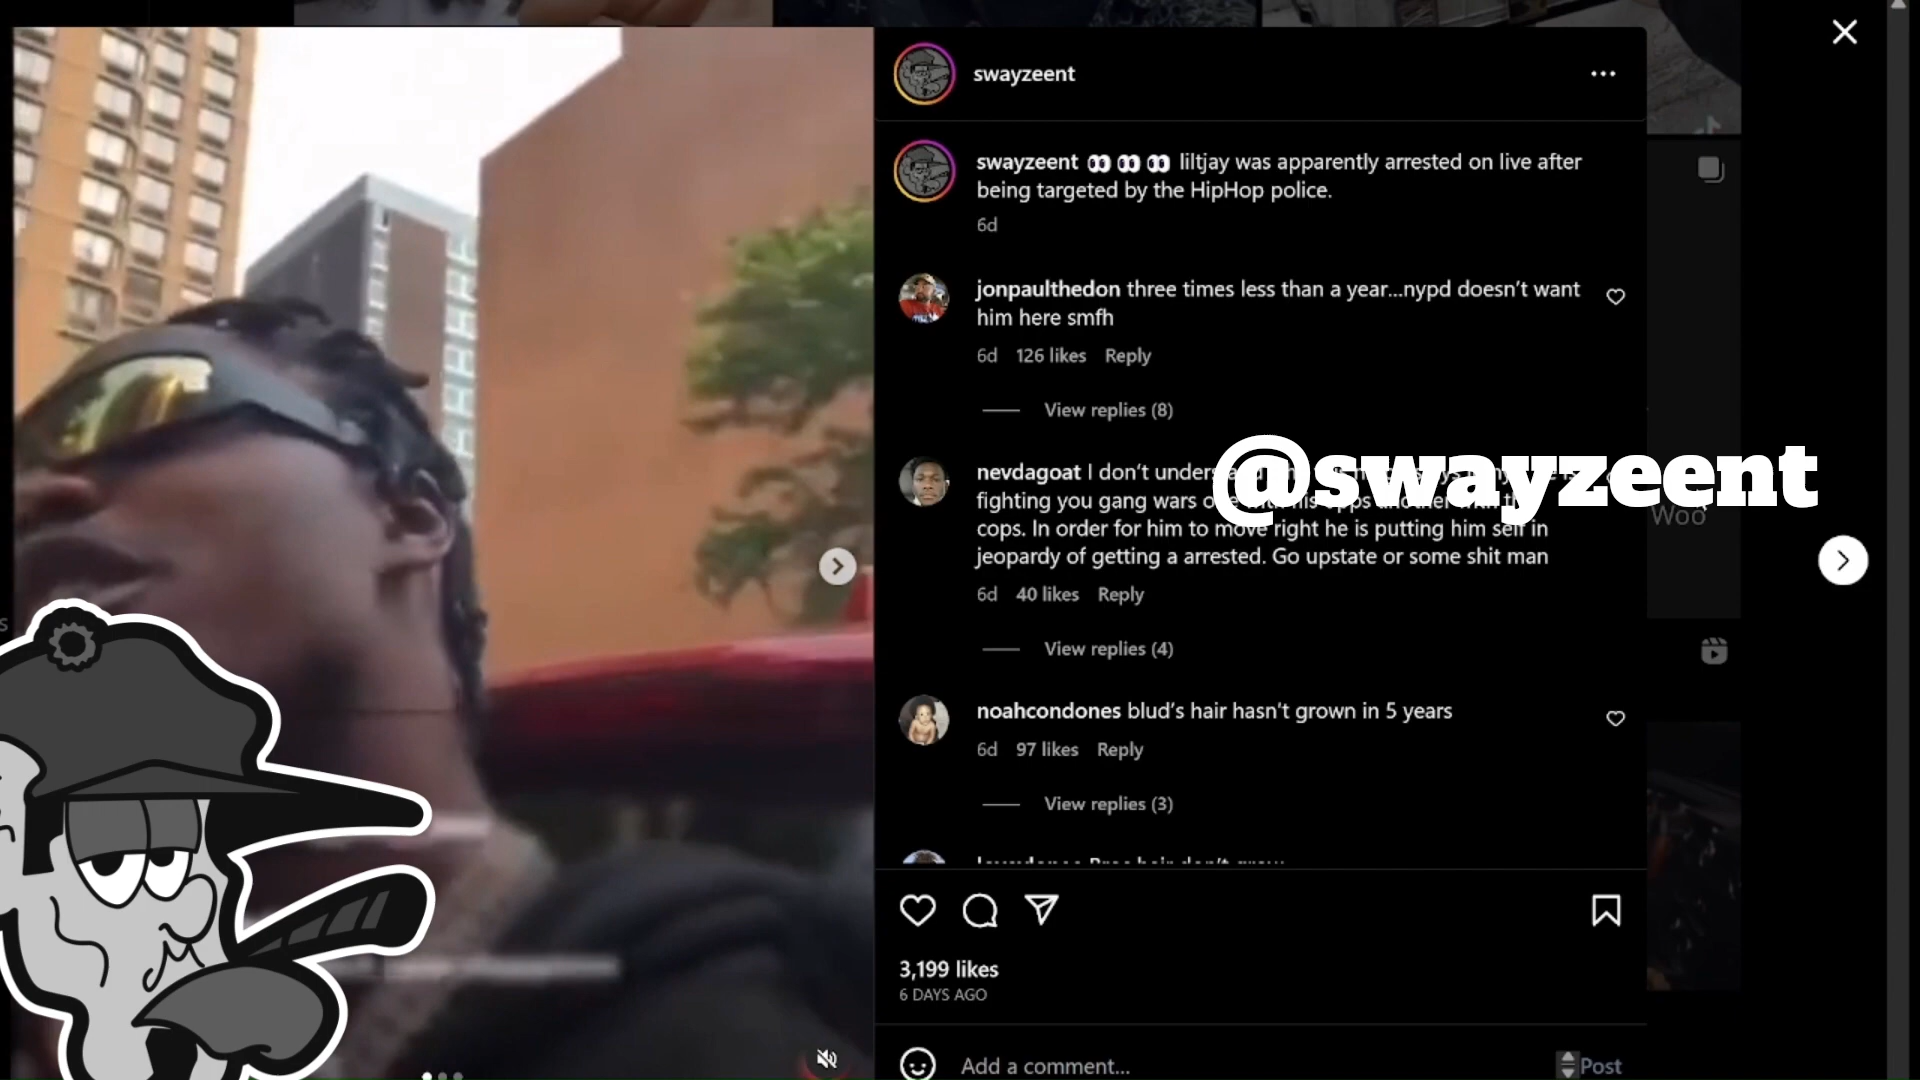 swayzeent
swayzeent 👀 👀 👀 liltjay was apparently arrested on live after
being targeted by the HipHop police.
6d
jonpaulthedon three times less than a year...nypd doesn't want
him here smfh
6d 126 likes Reply
View replies (8)
nevdagoat I don't
fighting you gang wars
cops. In order for him to move right he is putting him self in
jeopardy of getting a arrested. Go upstate or some shit man
@swayzeent
Woo
6d 40 likes Reply
View replies (4)
noahcondones blud's hair hasn't grown in 5 years
6d 97 likes Reply
View replies (3)
3,199 likes
6 DAYS AGO
Add a comment...
Post